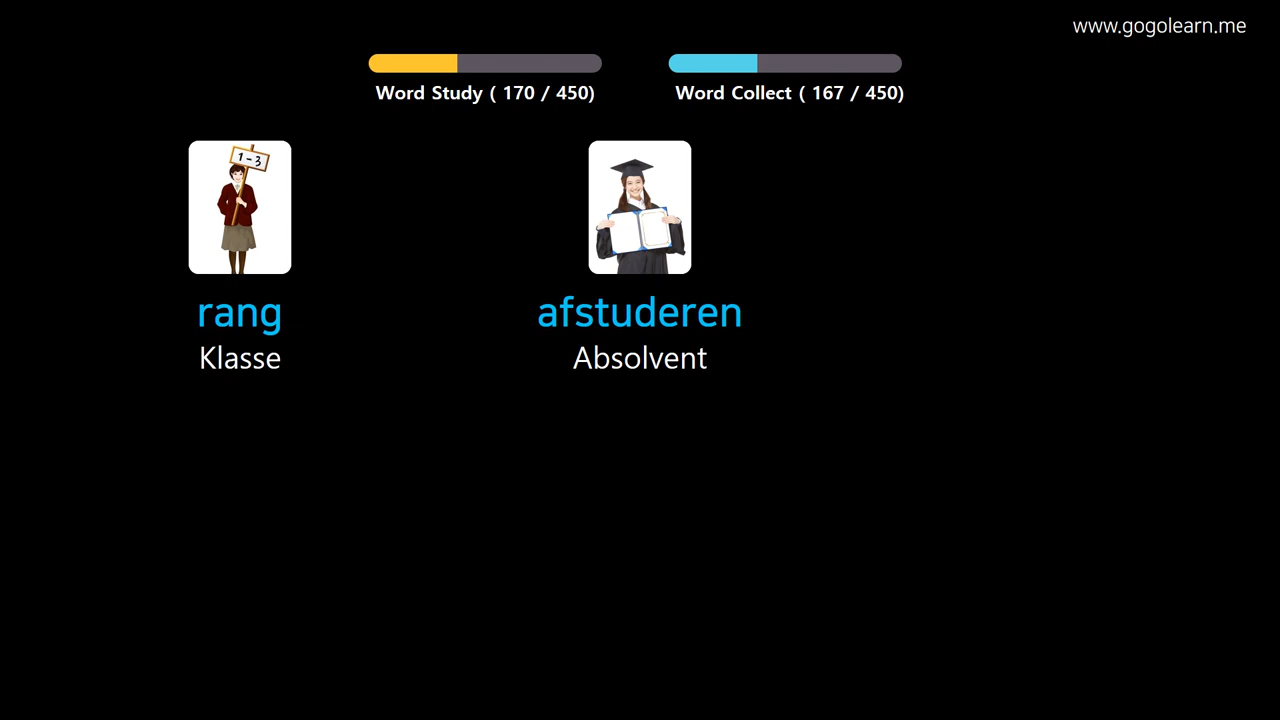 www.gogolearn.me
Word Study ( 170 / 450)
Word Collect ( 167 / 450)
1-3
rang
afstuderen
Klasse
Absolvent